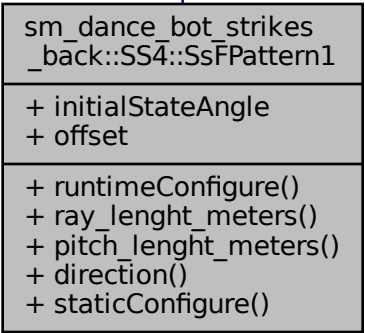 sm_dance_bot_strikes
_back::SS4::SsFPattern1
+ initialStateAngle
+ offset
+ runtimeConfigure()
+ ray_lenght_meters()
+ pitch_lenght_meters()
+ direction()
+ staticConfigure()